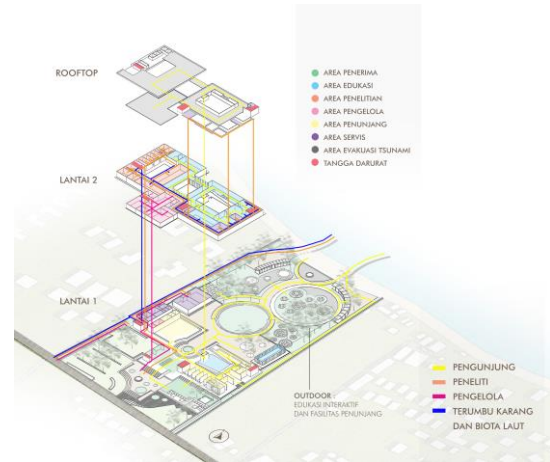 ROOFTOP
AREA PENERIMA
AREA EDUKASI
AREA PENELITIAN
AREA PENGELOLA
AREA PENUNJANG
AREA SERVIS
AREA EVAKUASI TSUNAMI
TANGGA DARURAT
LANTAI 2
LANTAI 1
OUTDOOR
EDUKASI INTERAKTIF
DAN FASILITAS PENUNJANG
PENGUNJUNG
PENELITI
PENGELOLA
TERUMBU KARANG
DAN BIOTA LAUT